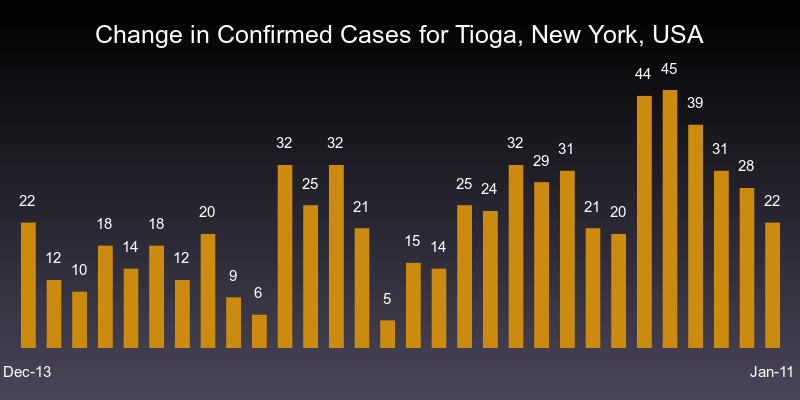 Change in Confirmed Cases for Tioga, New York, USA
22 12 10 18 14 18 12 20 9 6 32 25 32 21 5 15 14 25 24 32 29 31 21 20 44 45 39 31 28 22
Dec-13 Jan-11